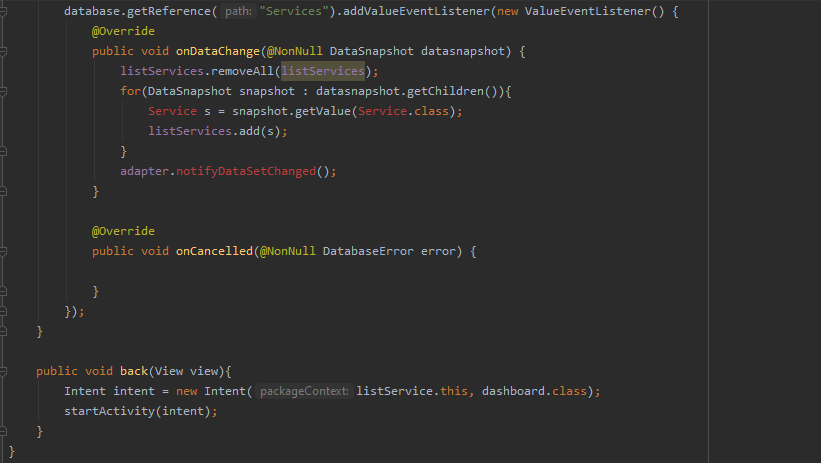 database.getReference( path: "Services").addValueEventListener(new ValueEventListener() {
@Override
public void onDataChange(@NonNull DataSnapshot datasnapshot) {
listServices.removeAll(listServices);
for(DataSnapshot snapshot : datasnapshot.getChildren()){
Service s = snapshot.getValue(Service.class);
listServices.add(s);
}
adapter.notifyDataSetChanged();
}
@Override
public void onCancelled(@NonNull DatabaseError error) {
}
});
}
public void back(View view){
Intent intent = new Intent( packageContext: listService.this, dashboard.class);
startActivity(intent);
}
}